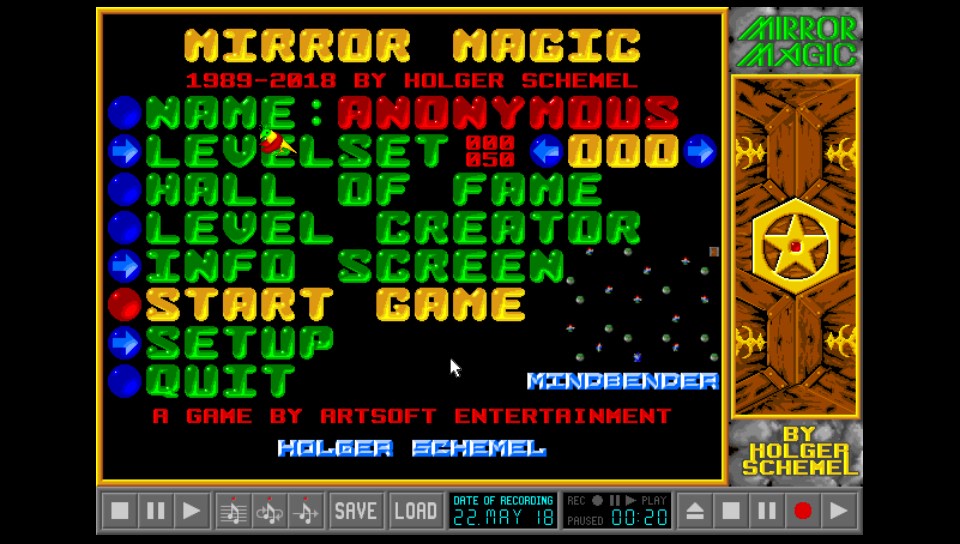 MIRROR MAGIC
1989-2018 BY HOLGER SCHEMEL
NAME: ANONYMOUS
LEVELSET 000 050 000
HALL OF FAME
LEVEL CREATOR
INFO SCREEN
START GAME
SETUP
QUIT
MINDBENDER
A GAME BY ARTSOFT ENTERTAINMENT
HOLGER SCHEMEL
MIRROR
MAGIC
BY
HOLGER
SCHEMEL
SAVE
LOAD
DATE OF RECORDING
22.MAY 18
REC PLAY
PAUSED 00:20